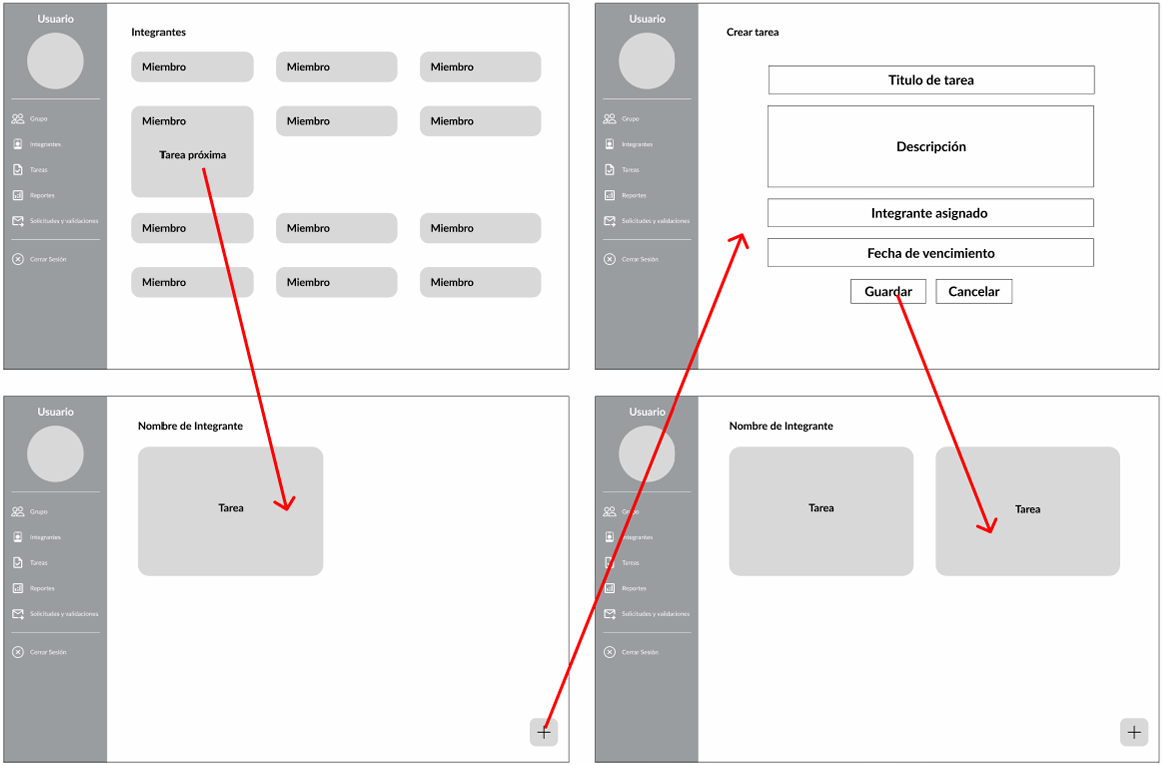 Usuario
Grupo
Integrantes
Tareas
Reportes
Solicitudes y validaciones
Cerrar Sesión
Integrantes
Miembro
Miembro
Miembro
Miembro
Tarea próxima
Miembro
Miembro
Miembro
Miembro
Miembro
Miembro
Miembro
Miembro
Usuario
Grupo
Integrantes
Tareas
Reportes
Solicitudes y validaciones
Cerrar Sesión
Crear tarea
Titulo de tarea
Descripción
Integrante asignado
Fecha de vencimiento
Guardar
Cancelar
Usuario
Grupo
Integrantes
Tareas
Reportes
Solicitudes y validaciones
Cerrar Sesión
Nombre de Integrante
Tarea
+
Usuario
Grupo
Integrantes
Tareas
Reportes
Solicitudes y validaciones
Cerrar Sesión
Nombre de Integrante
Tarea
Tarea
+